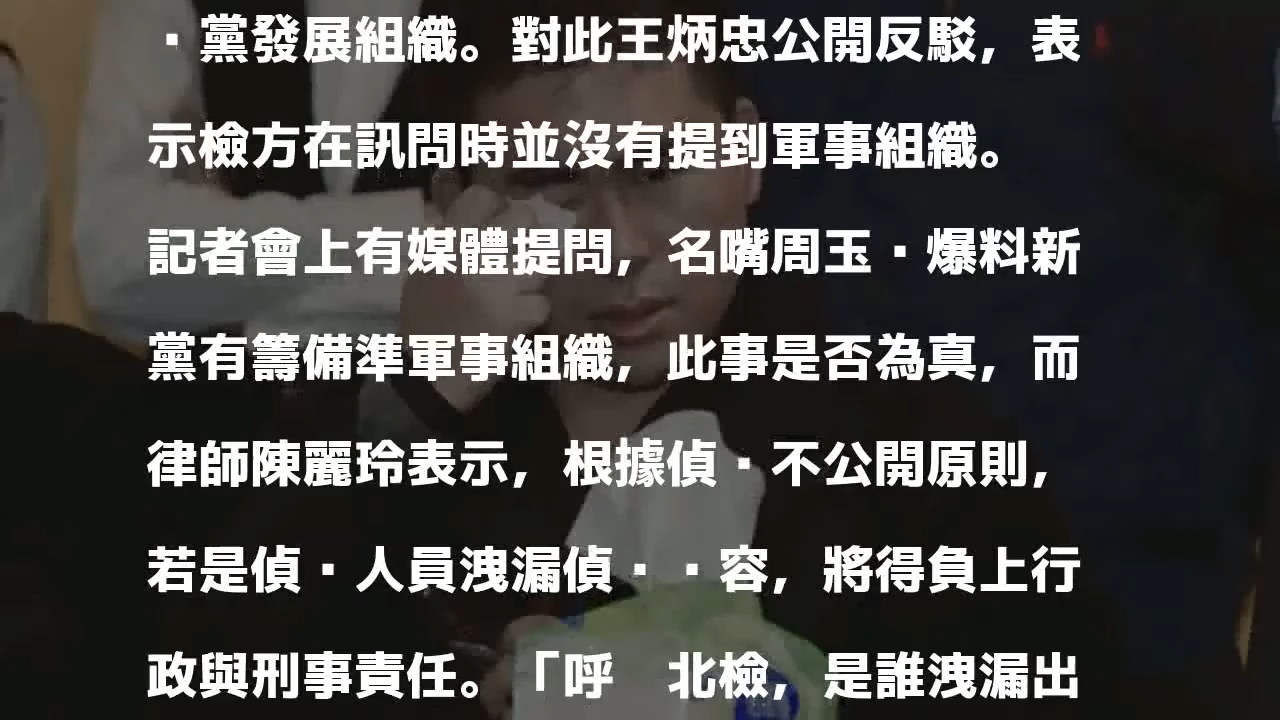 ▪黨發展組織。對此王炳忠公開反駁，表
示檢方在訊問時並沒有提到軍事組織。
記者會上有媒體提問，名嘴周玉▪爆料新
黨有籌備準軍事組織，此事是否為真，而
律師陳麗玲表示，根據偵▪不公開原則，
若是偵▪人員洩漏偵▪▪容，將得負上行
政與刑事責任。「呼　北檢，是誰洩漏出